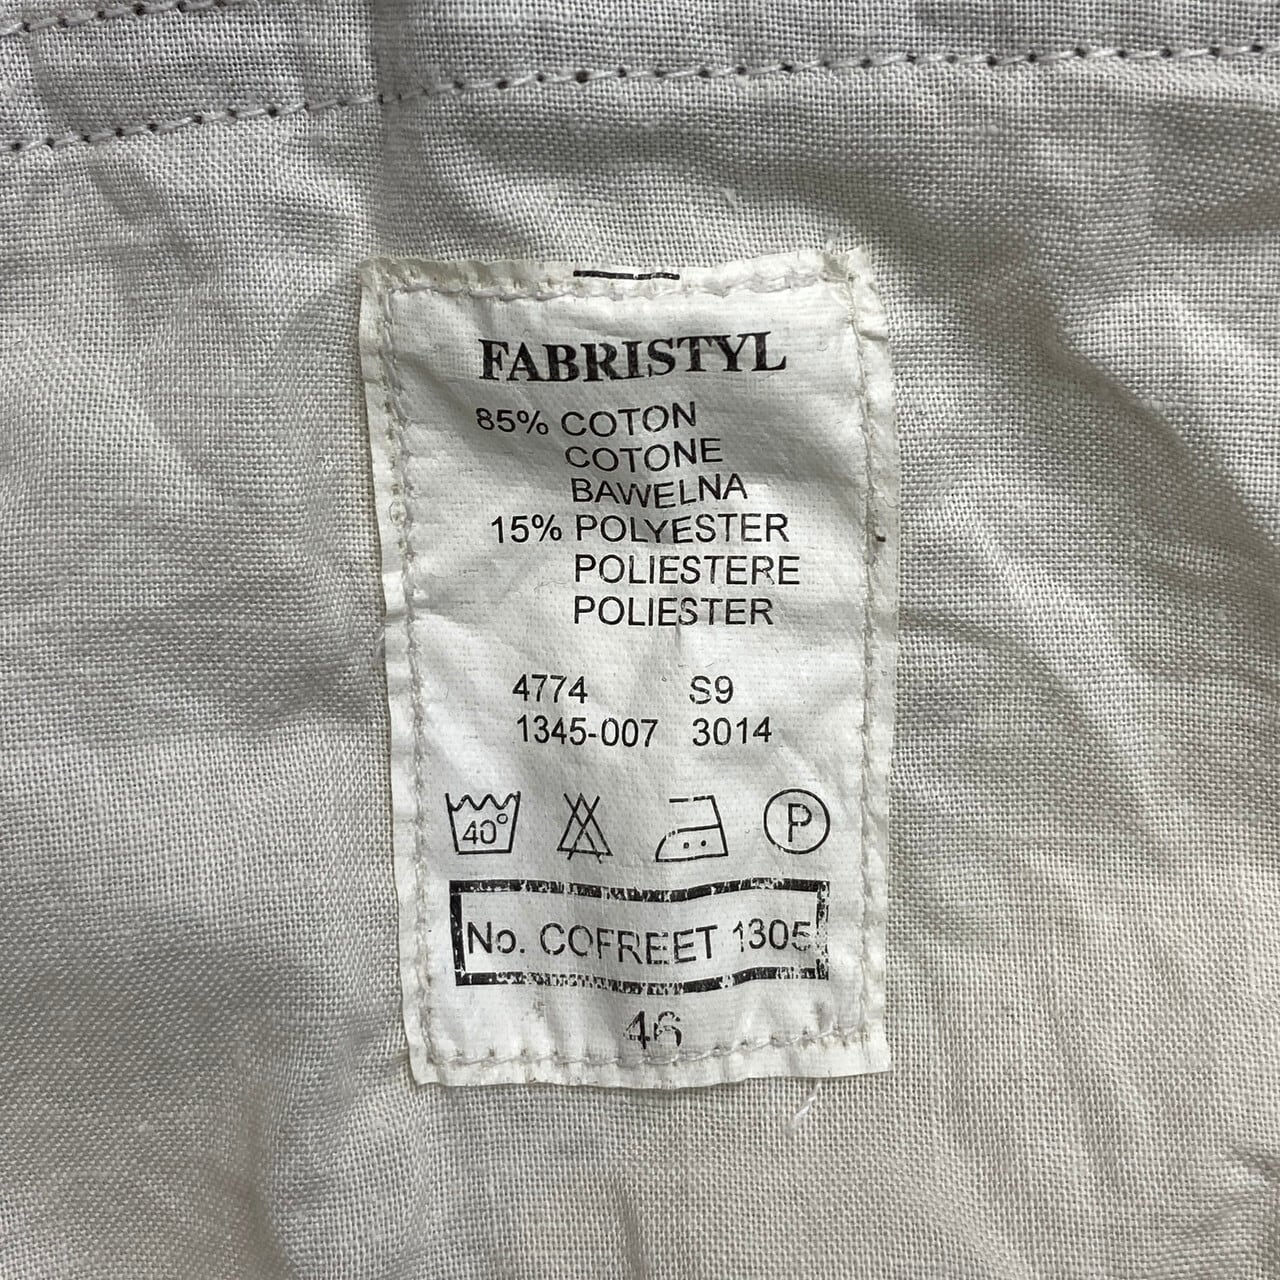 FABRISTYL
85% COTON
COTONE
BAWELNA
15% POLYESTER
POLIESTERE
POLIESTER
4774 S9
1345-007 3014
40° P
No. COFREET 1305
46